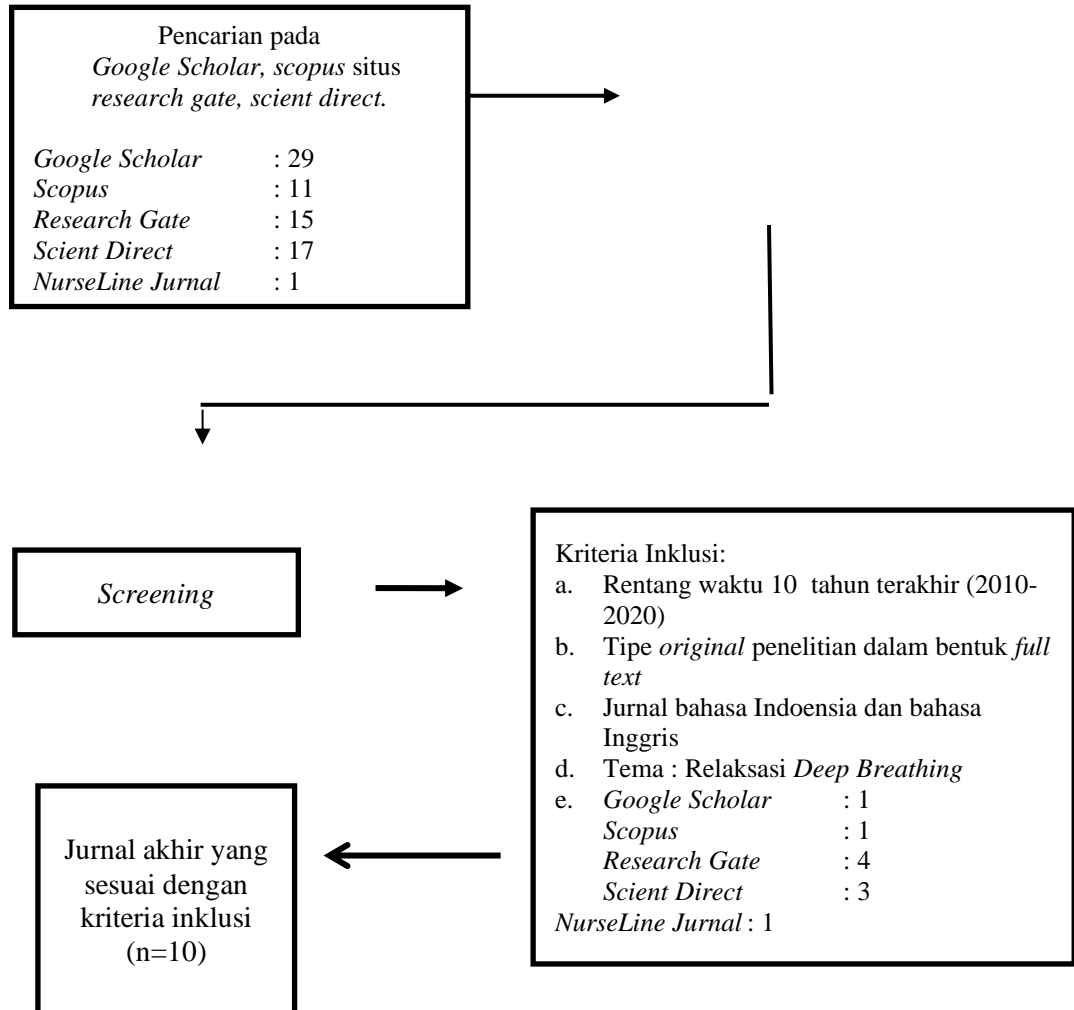 Pencarian pada
Google Scholar, scopus situs
research gate, scient direct.
Google Scholar : 29
Scopus : 11
Research Gate : 15
Scient Direct : 17
NurseLine Jurnal : 1
Screening
Kriteria Inklusi:
a. Rentang waktu 10 tahun terakhir (2010-
2020)
b. Tipe original penelitian dalam bentuk full
text
c. Jurnal bahasa Indoensia dan bahasa
Inggris
d. Tema : Relaksasi Deep Breathing
e. Google Scholar : 1
Scopus : 1
Research Gate : 4
Scient Direct : 3
NurseLine Jurnal : 1
Jurnal akhir yang
sesuai dengan
kriteria inklusi
(n=10)